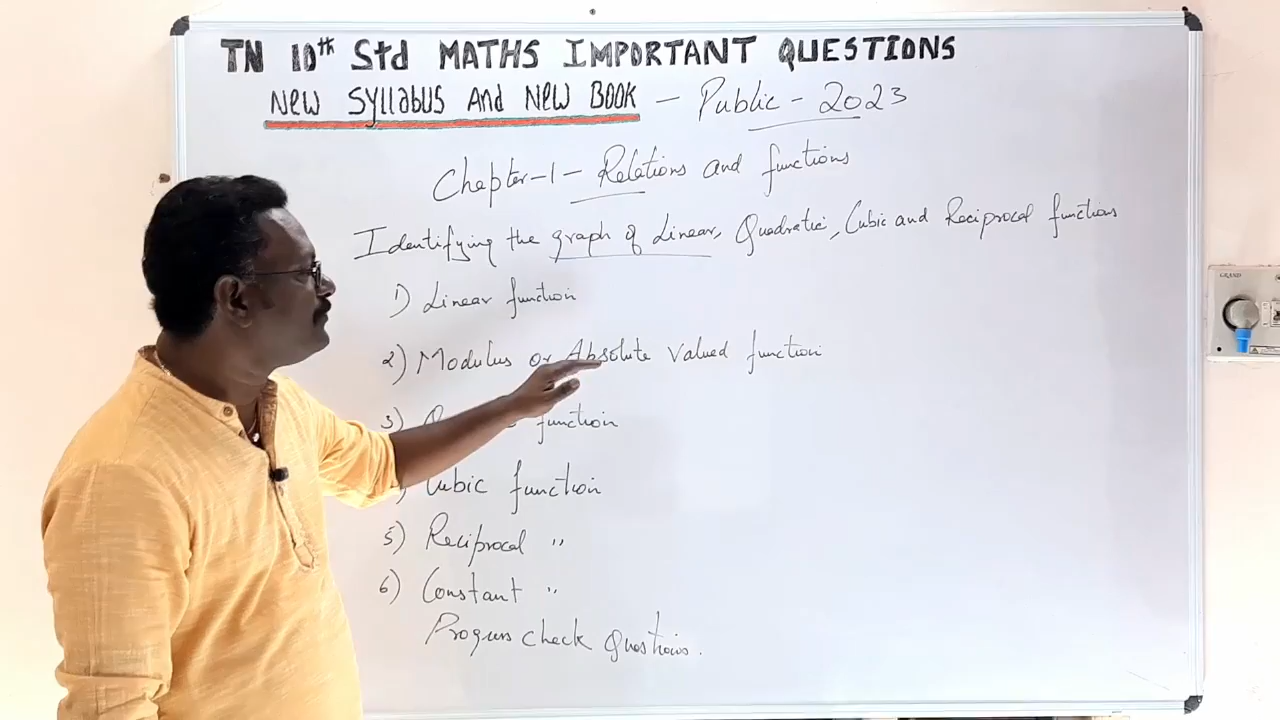 TN 10th Std MATHS IMPORTANT QUESTIONS
New Syllabus And New Book - Public - 2023
Chapter-1- Relations and functions
Identifying the graph of Linear, Quadratic, Cubic and Reciprocal functions
1) Linear function
2) Modulus or Absolute valued function
3) function
Cubic function
5) Reciprocal "
6) Constant "
Progress check Questions.